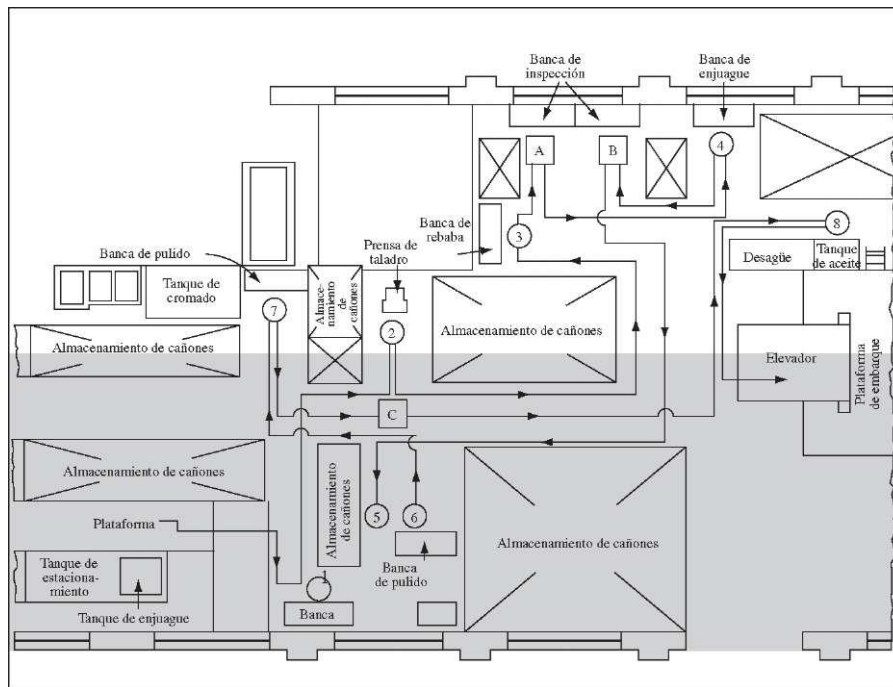 Banca de
inspección
Banca de
enjuague
A
B
4
3
Banca de
rebaba
8
Banca de pulido
Prensa de
taladro
Desagüe
Tanque
de aceite
Tanque de
cromado
Almace-
namiento
de
cañones
7
2
Almacenamiento de cañones
Almacenamiento de cañones
Elevador
Plataforma
de embarque
C
Almacenamiento de cañones
Almacenamiento
de cañones
5
6
Plataforma
Almacenamiento de cañones
Tanque de
estaciona-
miento
1
Banca
de pulido
Tanque de enjuague
Banca